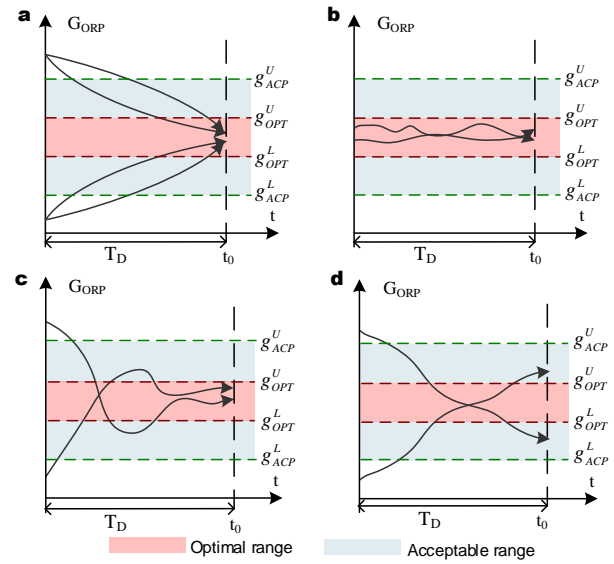 a
G_ORP
g^U_ACP
g^U_OPT
g^L_OPT
g^L_ACP
t
T_D
t_0
b
G_ORP
g^U_ACP
g^U_OPT
g^L_OPT
g^L_ACP
t
T_D
t_0
c
G_ORP
g^U_ACP
g^U_OPT
g^L_OPT
g^L_ACP
t
T_D
t_0
d
G_ORP
g^U_ACP
g^U_OPT
g^L_OPT
g^L_ACP
t
T_D
t_0
Optimal range
Acceptable range